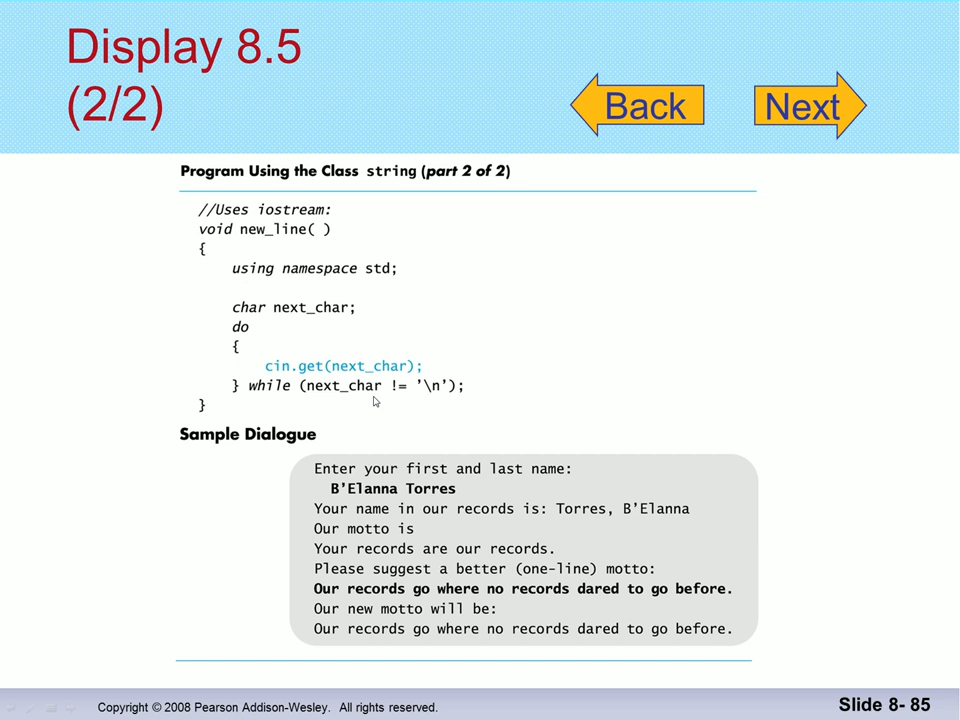 Display 8.5
(2/2)
Back
Next
Program Using the Class string (part 2 of 2)
//Uses iostream:
void new_line( )
{
using namespace std;
char next_char;
do
{
cin.get(next_char);
} while (next_char != ’\n’);
}
Sample Dialogue
Enter your first and last name:
B’Elanna Torres
Your name in our records is: Torres, B’Elanna
Our motto is
Your records are our records.
Please suggest a better (one-line) motto:
Our records go where no records dared to go before.
Our new motto will be:
Our records go where no records dared to go before.
Copyright © 2008 Pearson Addison-Wesley. All rights reserved.
Slide 8- 85